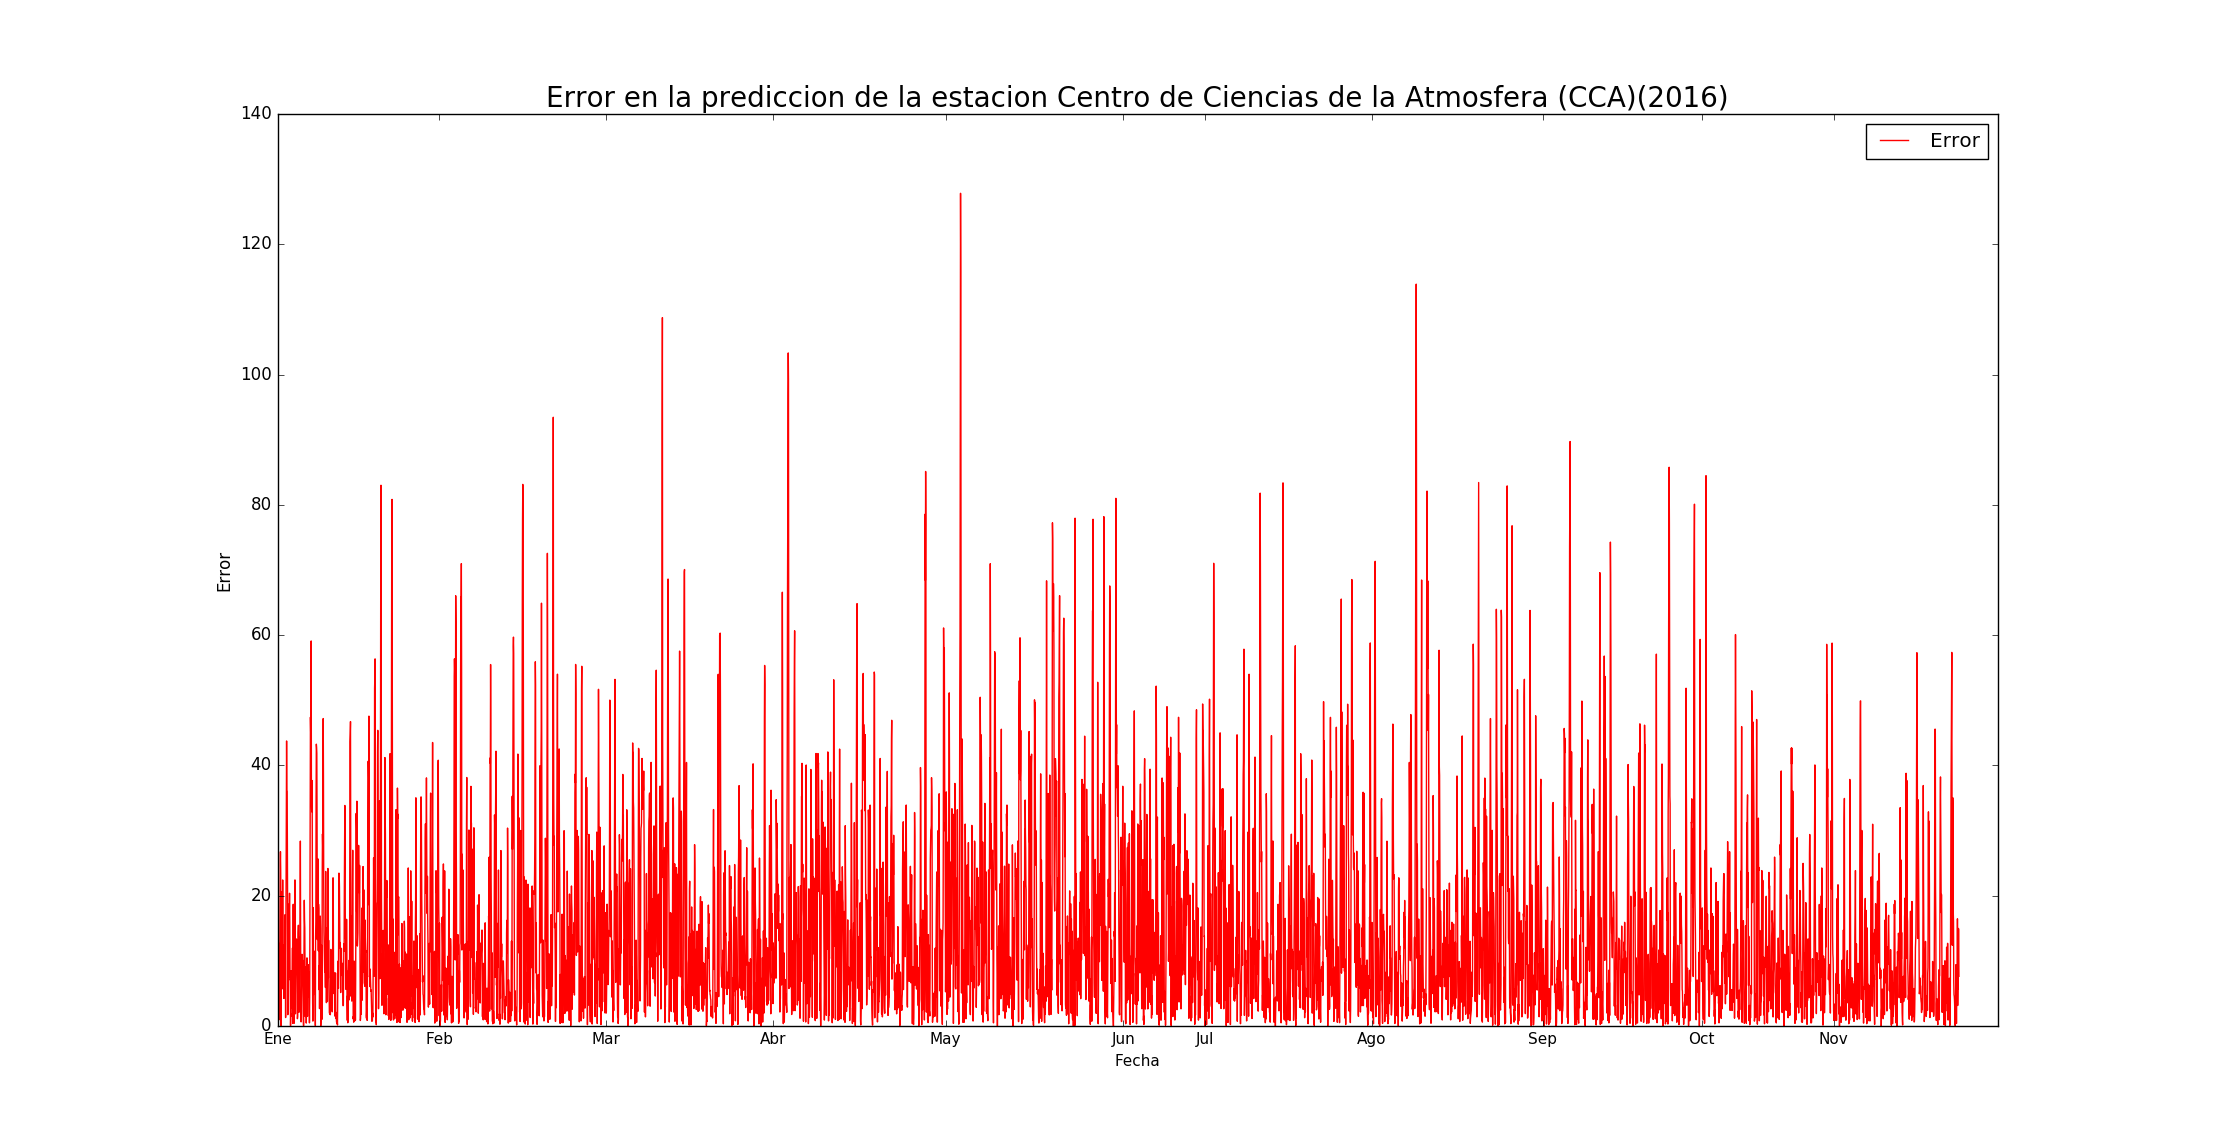 Error en la prediccion de la estacion Centro de Ciencias de la Atmosfera (CCA)(2016)
Error
140
120
100
80
60
40
20
0
Error
Ene Feb Mar Abr May Jun Jul Ago Sep Oct Nov
Fecha